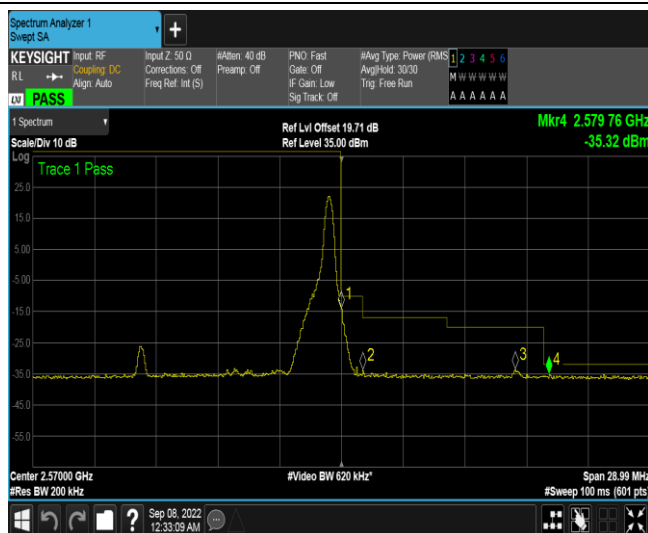 Spectrum Analyzer 1
Swept SA
+
KEYSIGHT Input: RF Input Z: 50 Ω #Atten: 40 dB PNO: Fast #Avg Type: Power (RMS 1 2 3 4 5 6
RL Coupling: DC Corrections: Off Preamp: Off Gate: Off Avg|Hold: 30/30 M W W W W W
Align: Auto Freq Ref: Int (S) IF Gain: Low Trig: Free Run
LXI PASS Sig Track: Off A A A A A A
1 Spectrum Ref Lvl Offset 19.71 dB Mkr4 2.579 76 GHz
Scale/Div 10 dB Ref Level 35.00 dBm -35.32 dBm
Log
Trace 1 Pass
25.0
15.0
5.00
-5.00
1
-15.0
-25.0
2 3 4
-35.0
-45.0
-55.0
Center 2.57000 GHz #Video BW 620 kHz* Span 28.99 MHz
#Res BW 200 kHz #Sweep 100 ms (601 pts)
? Sep 08, 2022
12:33:09 AM